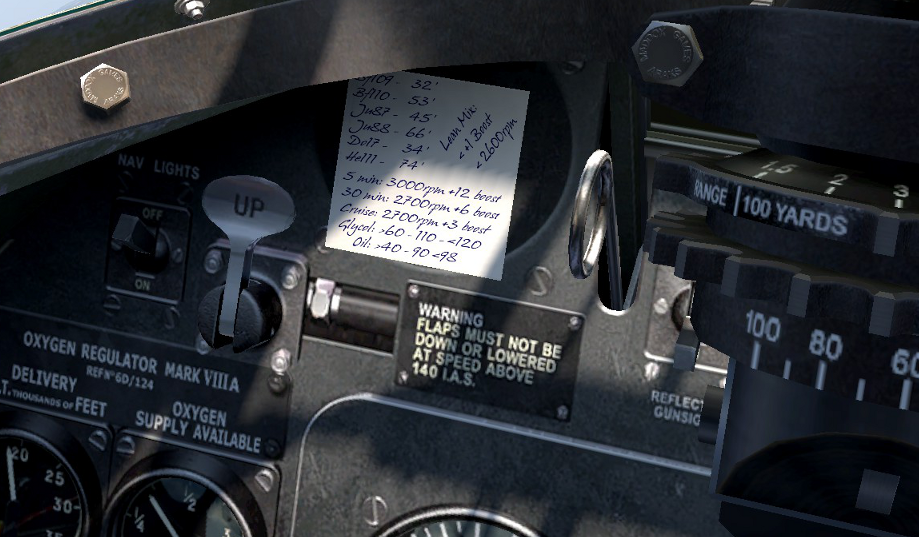 Bf109 - 32'
Bf110 - 53'
Ju87 - 45'
Ju88 - 66'
Do17 - 34'
He111 - 74'
Lean Mix:
<+1 Boost
<2600rpm
5 min: 3000rpm +12 boost
30 min: 2700rpm +6 boost
Cruise: 2700rpm +3 boost
Glycol: >60 - 110 - <120
Oil: >40 - 90 <98
NAV LIGHTS
OFF
ON
UP
1.5 2 3
RANGE 100 YARDS
100 80 60
WARNING
FLAPS MUST NOT BE
DOWN OR LOWERED
AT SPEED ABOVE
140 I.A.S.
OXYGEN REGULATOR MARK VIIIA
REF Nº 6D/124
DELIVERY
T. THOUSANDS OF FEET
OXYGEN
SUPPLY AVAILABLE
REFLEC
GUNSIG
20
25
30
35
1/4
1/2